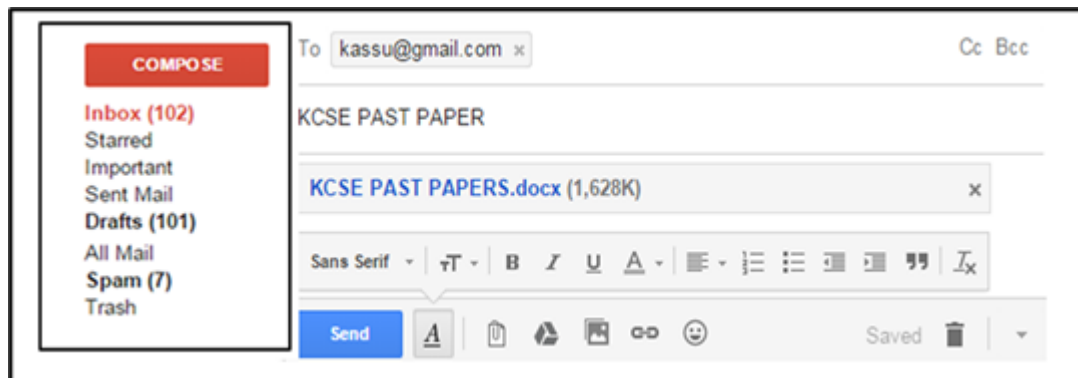 COMPOSE
Inbox (102)
Starred
Important
Sent Mail
Drafts (101)
All Mail
Spam (7)
Trash
To kassu@gmail.com × Cc Bcc
KCSE PAST PAPER
KCSE PAST PAPERS.docx (1,628K) ×
Sans Serif T B I U A Tx
Send A Saved